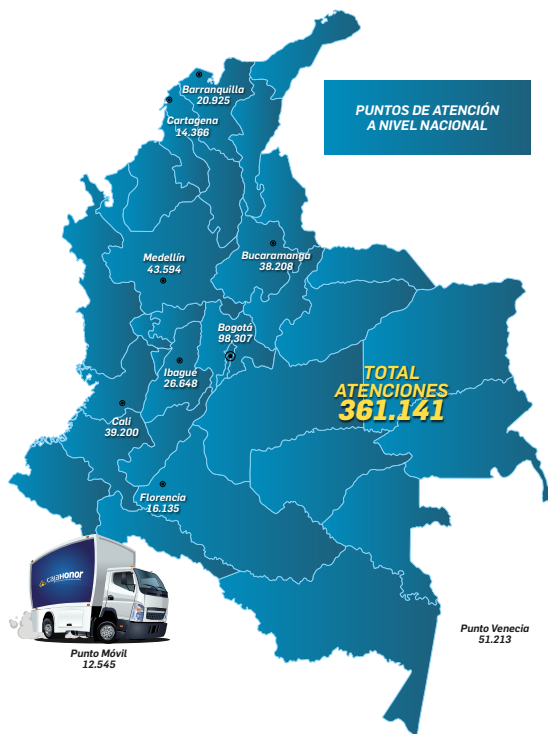 Barranquilla
20.925
Cartagena
14.366
PUNTOS DE ATENCIÓN
A NIVEL NACIONAL
Medellín
43.594
Bucaramanga
38.208
Bogotá
98,307
Ibagué
26.648
TOTAL
ATENCIONES
361.141
Cali
39.200
Florencia
16.135
cajaHonor
Punto Móvil
12.545
Punto Venecia
51.213